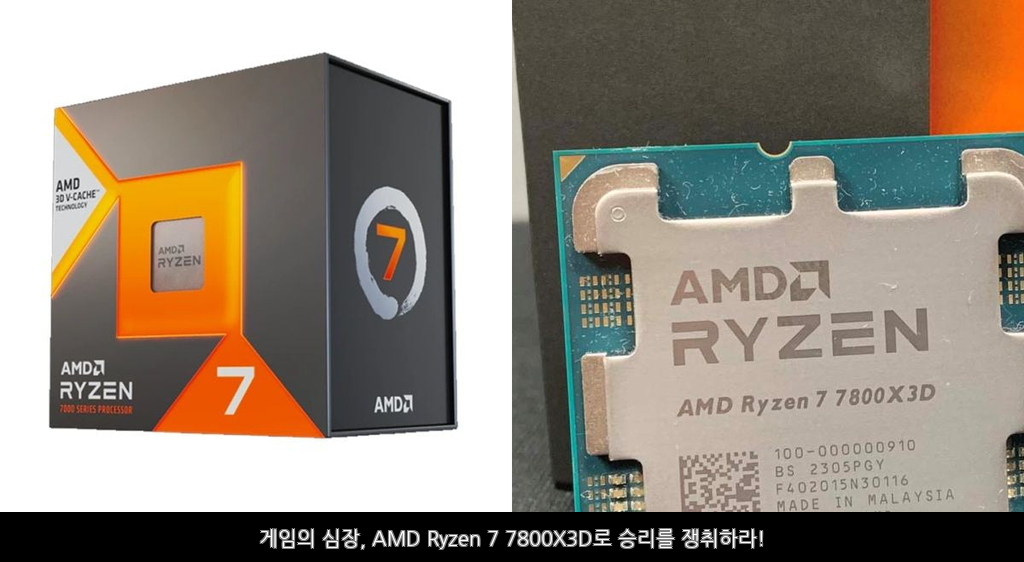 AMD
3D V-CACHE™
TECHNOLOGY
AMD
RYZEN
AMD
RYZEN
7000 SERIES PROCESSOR
7
7
AMD
AMD
RYZEN
AMD Ryzen 7 7800X3D
100-000000910
BS 2305PGY
F402015N30116
MADE IN MALAYSIA
게임의 심장, AMD Ryzen 7 7800X3D로 승리를 쟁취하라!